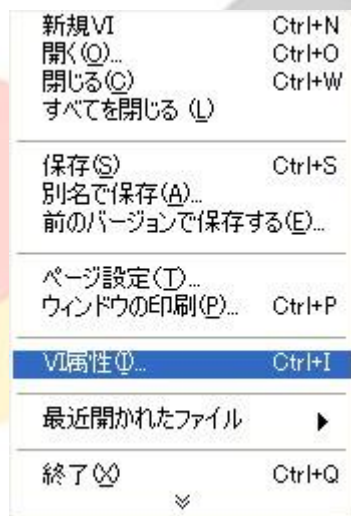 新規VI Ctrl+N
開く(O)... Ctrl+O
閉じる(C) Ctrl+W
すべてを閉じる (L)
保存(S) Ctrl+S
別名で保存(A)...
前のバージョンで保存する(E)...
ページ設定(T)...
ウィンドウの印刷(P)... Ctrl+P
VI属性(I)... Ctrl+I
最近開かれたファイル
終了(X) Ctrl+Q